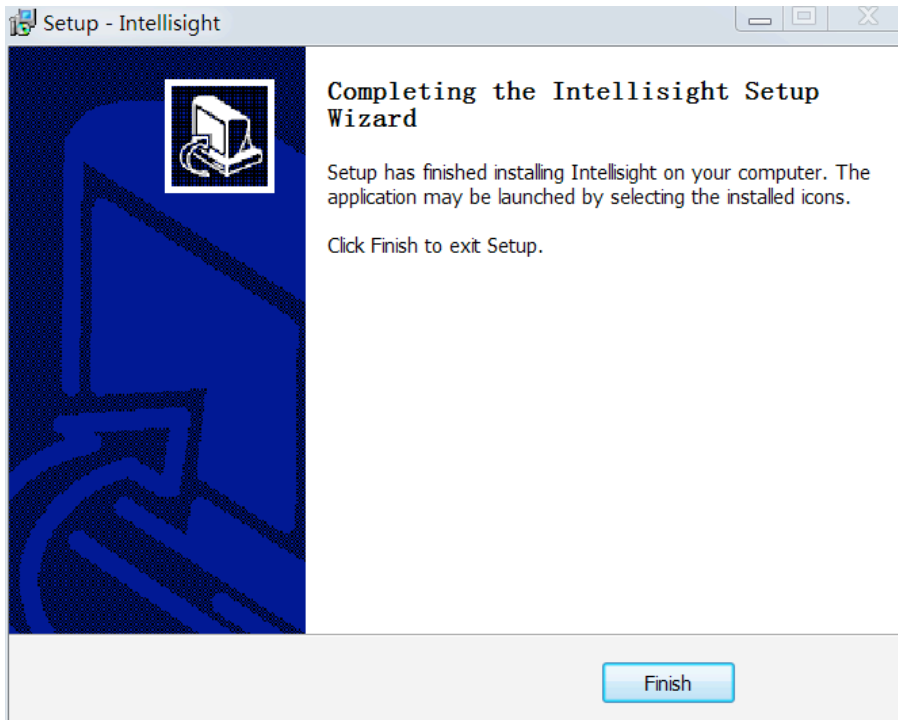 Setup - Intellisight
Completing the Intellisight Setup
Wizard
Setup has finished installing Intellisight on your computer. The
application may be launched by selecting the installed icons.
Click Finish to exit Setup.
Finish